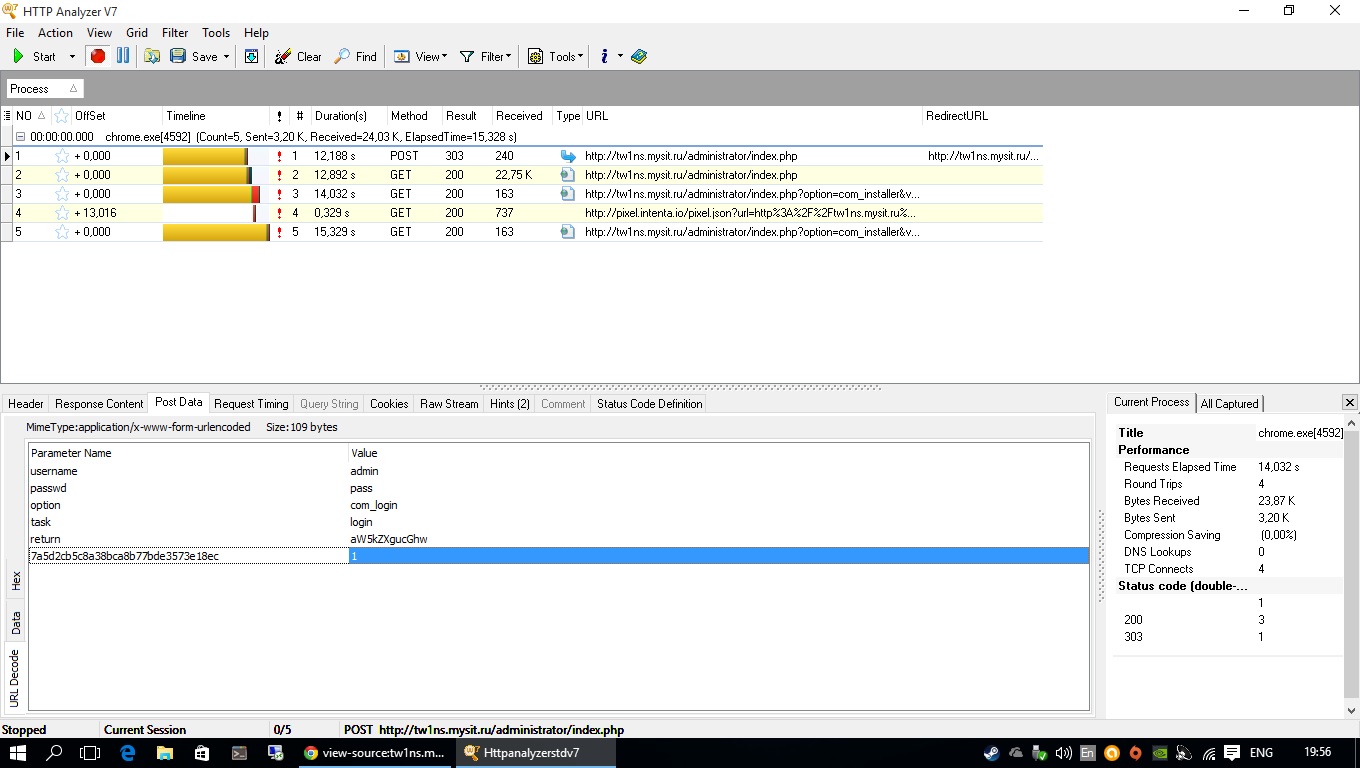 HTTP Analyzer V7
File Action View Grid Filter Tools Help
Start Save Clear Find View Filter Tools
Process
NO OffSet Timeline ! # Duration(s) Method Result Received Type URL RedirectURL
00:00:00.000 chrome.exe[4592] (Count=5, Sent=3,20 K, Received=24,03 K, ElapsedTime=15,328 s)
1 + 0,000 ! 1 12,188 s POST 303 240 http://tw1ns.mysit.ru/administrator/index.php http://tw1ns.mysit.ru/...
2 + 0,000 ! 2 12,892 s GET 200 22,75 K http://tw1ns.mysit.ru/administrator/index.php
3 + 0,000 ! 3 14,032 s GET 200 163 http://tw1ns.mysit.ru/administrator/index.php?option=com_installer&v...
4 + 13,016 ! 4 0,329 s GET 200 737 http://pixel.intenta.io/pixel.json?url=http%3A%2F%2Ftw1ns.mysit.ru%...
5 + 0,000 ! 5 15,329 s GET 200 163 http://tw1ns.mysit.ru/administrator/index.php?option=com_installer&v...
Header Response Content Post Data Request Timing Query String Cookies Raw Stream Hints (2) Comment Status Code Definition
MimeType:application/x-www-form-urlencoded Size:109 bytes
Parameter Name Value
username admin
passwd pass
option com_login
task login
return aW5kZXgucGhw
7a5d2cb5c8a38bca8b77bde3573e18ec 1
Hex
Data
URL Decode
Current Process All Captured
Title chrome.exe[4592]
Performance
Requests Elapsed Time 14,032 s
Round Trips 4
Bytes Received 23,87 K
Bytes Sent 3,20 K
Compression Saving (0,00%)
DNS Lookups 0
TCP Connects 4
Status code (double-...
1
200 3
303 1
Stopped Current Session 0/5 POST http://tw1ns.mysit.ru/administrator/index.php
view-source:tw1ns.m... Httpanalyzerstdv7 En ENG 19:56